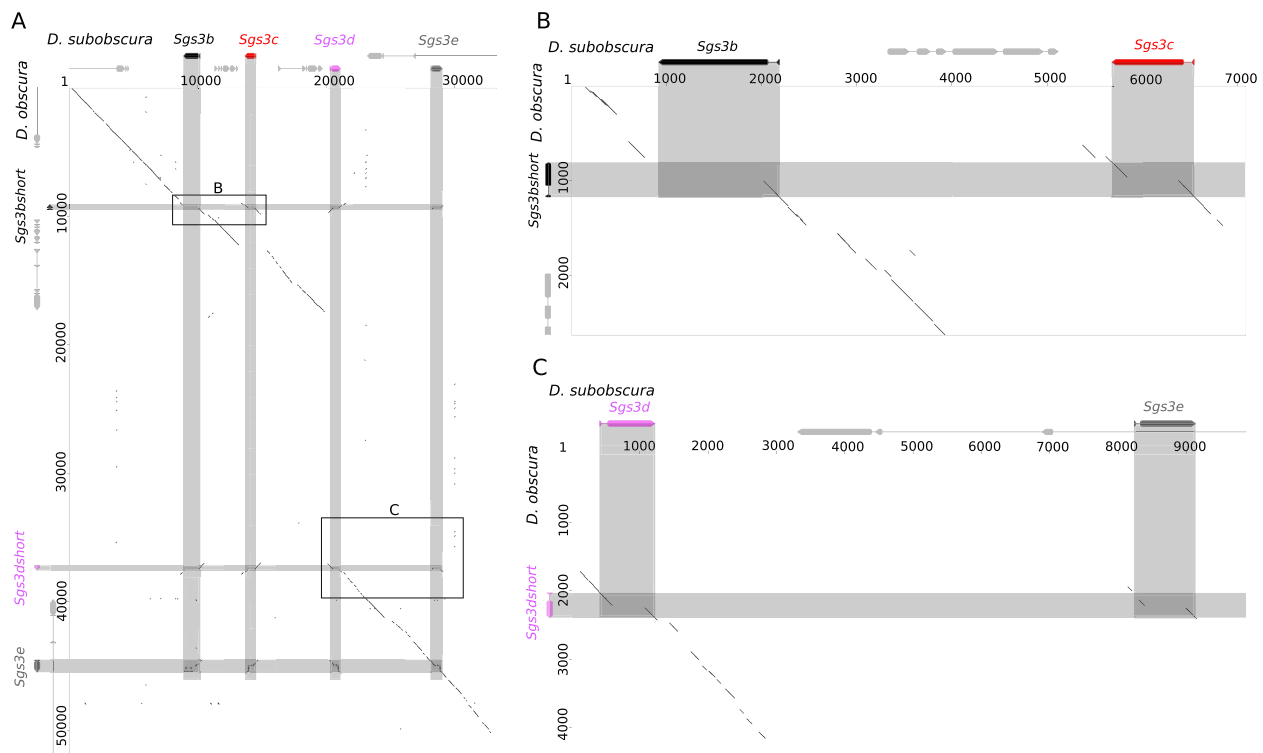 A
D. subobscura Sgs3b Sgs3c Sgs3d Sgs3e
1 10000 20000 30000
D. obscura
Sgs3bshort
10000
B
20000
30000
C
Sgs3dshort
40000
Sgs3e
50000
B
D. subobscura Sgs3b Sgs3c
1 1000 2000 3000 4000 5000 6000 7000
D. obscura
Sgs3bshort
1000
2000
C
D. subobscura
Sgs3d Sgs3e
1 1000 2000 3000 4000 5000 6000 7000 8000 9000
D. obscura
1000
Sgs3dshort
2000
3000
4000